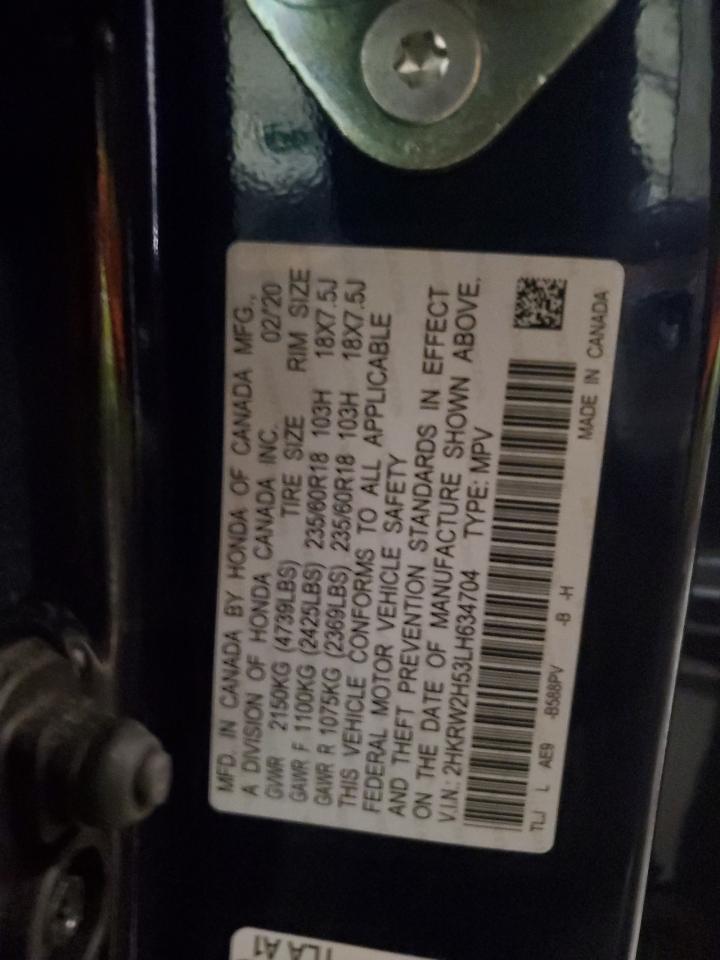 MFD. IN CANADA BY HONDA OF CANADA MFG.,
A DIVISION OF HONDA CANADA INC. 02/'20
GVWR 2150KG (4739LBS) TIRE SIZE RIM SIZE
GAWR F 1100KG (2425LBS) 235/60R18 103H 18X7.5J
GAWR R 1075KG (2369LBS) 235/60R18 103H 18X7.5J
THIS VEHICLE CONFORMS TO ALL APPLICABLE
FEDERAL MOTOR VEHICLE SAFETY
AND THEFT PREVENTION STANDARDS IN EFFECT
ON THE DATE OF MANUFACTURE SHOWN ABOVE.
V.I.N.: 2HKRW2H53LH634704 TYPE: MPV
TLJ L AE9 -B588PV -B -H
MADE IN CANADA